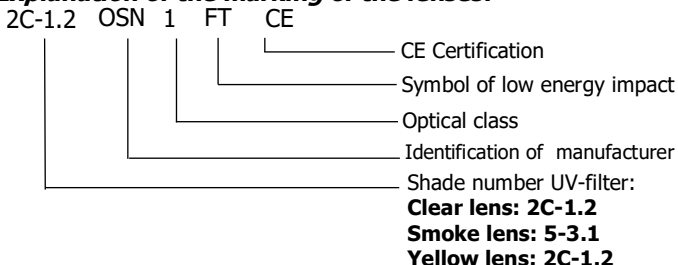 Explanation of the marking of the lenses:
2C-1.2 OSN 1 FT CE
CE Certification
Symbol of low energy impact
Optical class
Identification of manufacturer
Shade number UV-filter:
Clear lens: 2C-1.2
Smoke lens: 5-3.1
Yellow lens: 2C-1.2